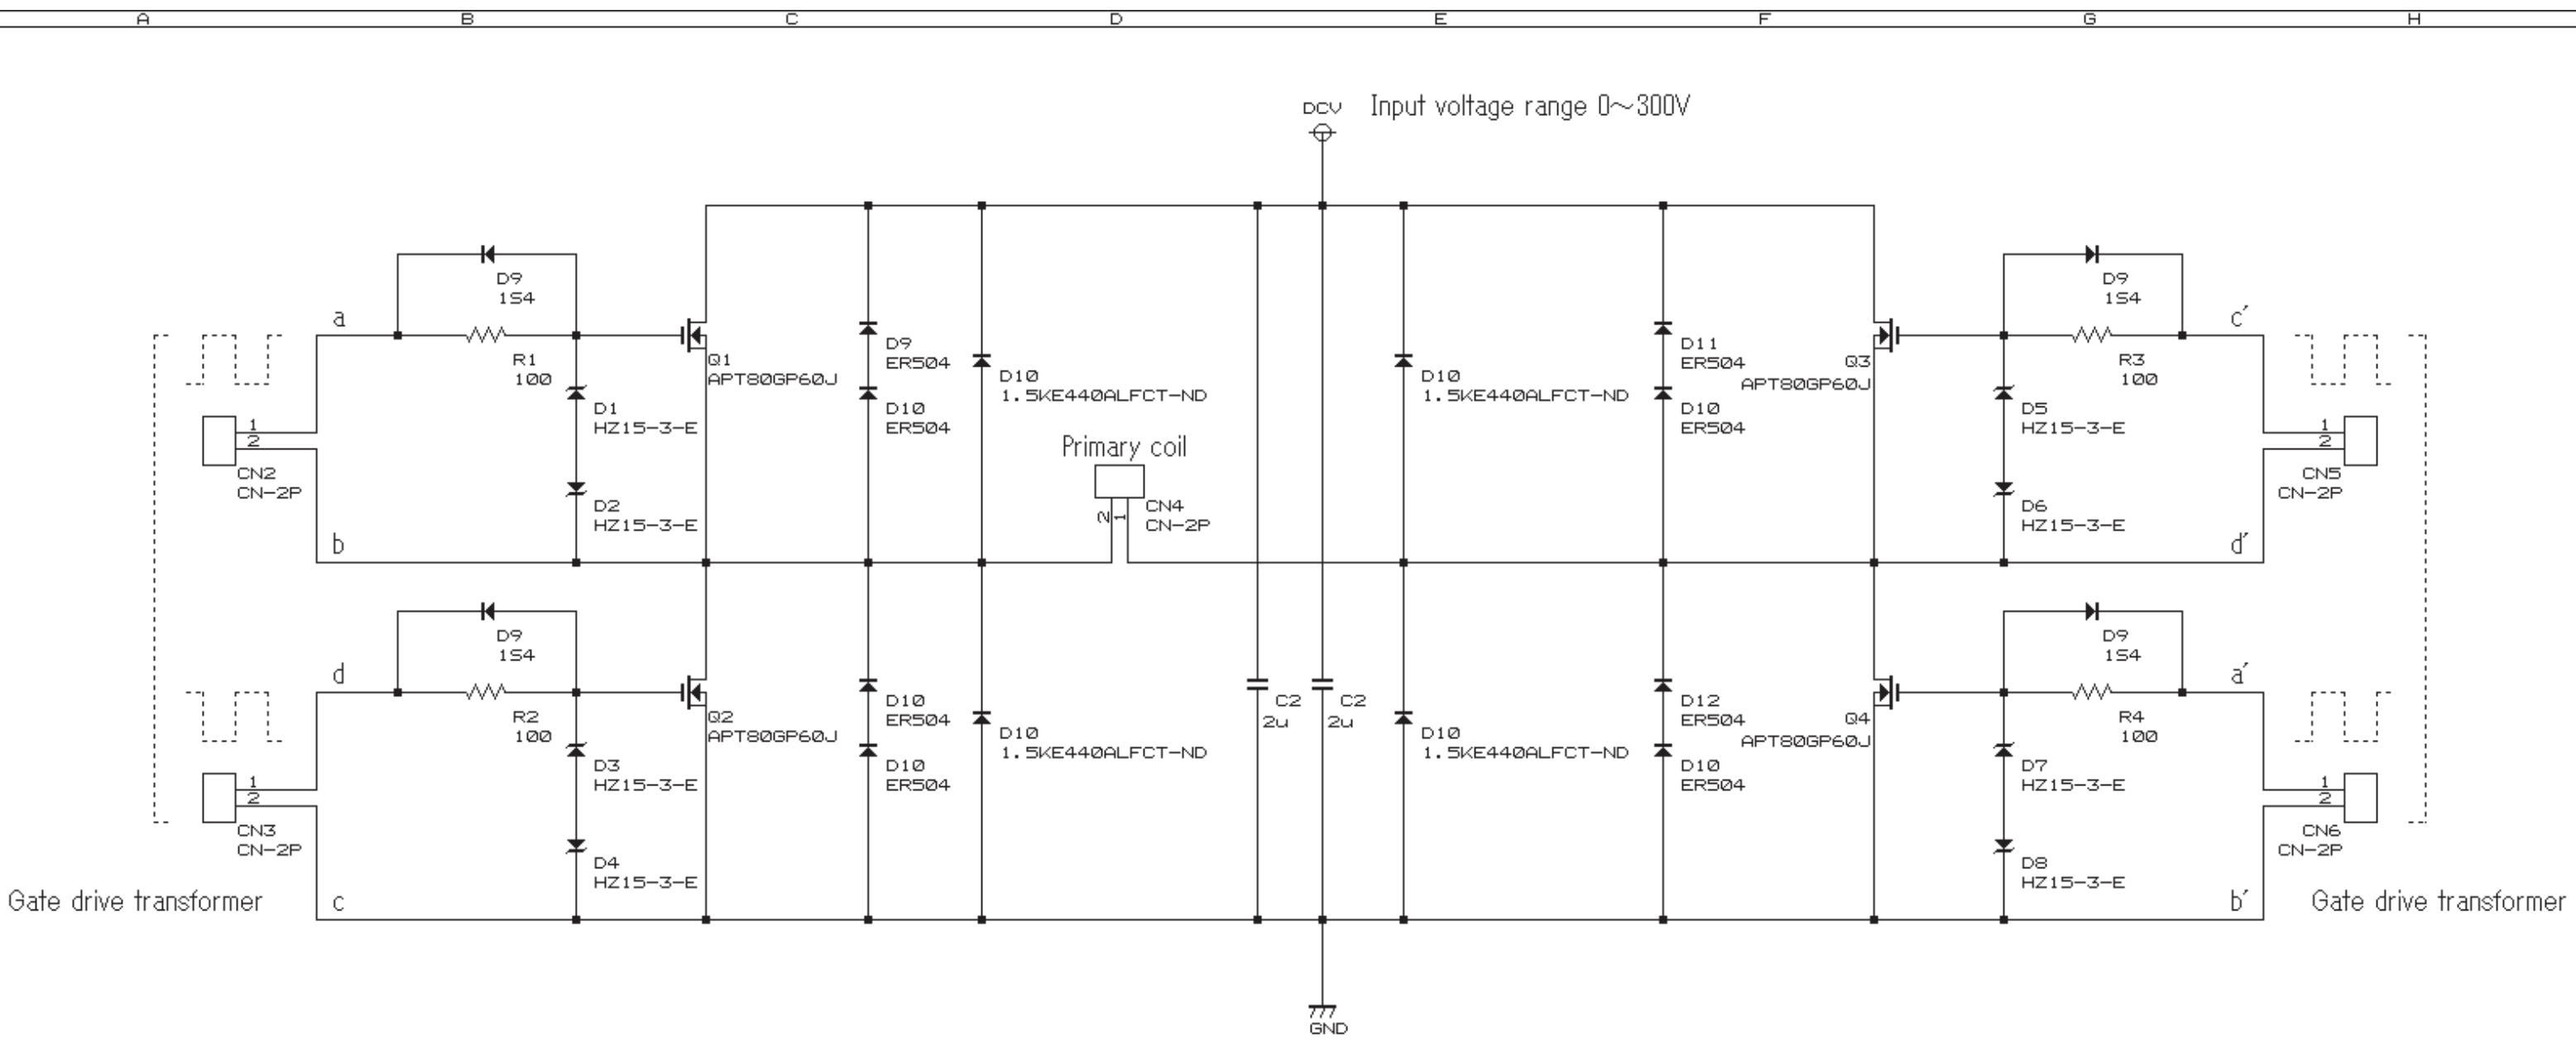 A B C D E F G H
DCV Input voltage range 0～300V
D9
1S4
a
R1
100
D1
HZ15-3-E
D2
HZ15-3-E
1
2
CN2
CN-2P
b
Q1
APT80GP60J
D9
ER504
D10
ER504
D10
1.5KE440ALFCT-ND
Primary coil
2 1
CN4
CN-2P
D10
1.5KE440ALFCT-ND
D11
ER504
D10
ER504
Q3
APT80GP60J
D9
1S4
c′
R3
100
D5
HZ15-3-E
D6
HZ15-3-E
1
2
CN5
CN-2P
d′
D9
1S4
d
R2
100
D3
HZ15-3-E
D4
HZ15-3-E
1
2
CN3
CN-2P
Gate drive transformer
c
Q2
APT80GP60J
D10
ER504
D10
ER504
D10
1.5KE440ALFCT-ND
C2
2u
C2
2u
D10
1.5KE440ALFCT-ND
D12
ER504
D10
ER504
Q4
APT80GP60J
D9
1S4
a′
R4
100
D7
HZ15-3-E
D8
HZ15-3-E
1
2
CN6
CN-2P
b′
Gate drive transformer
GND